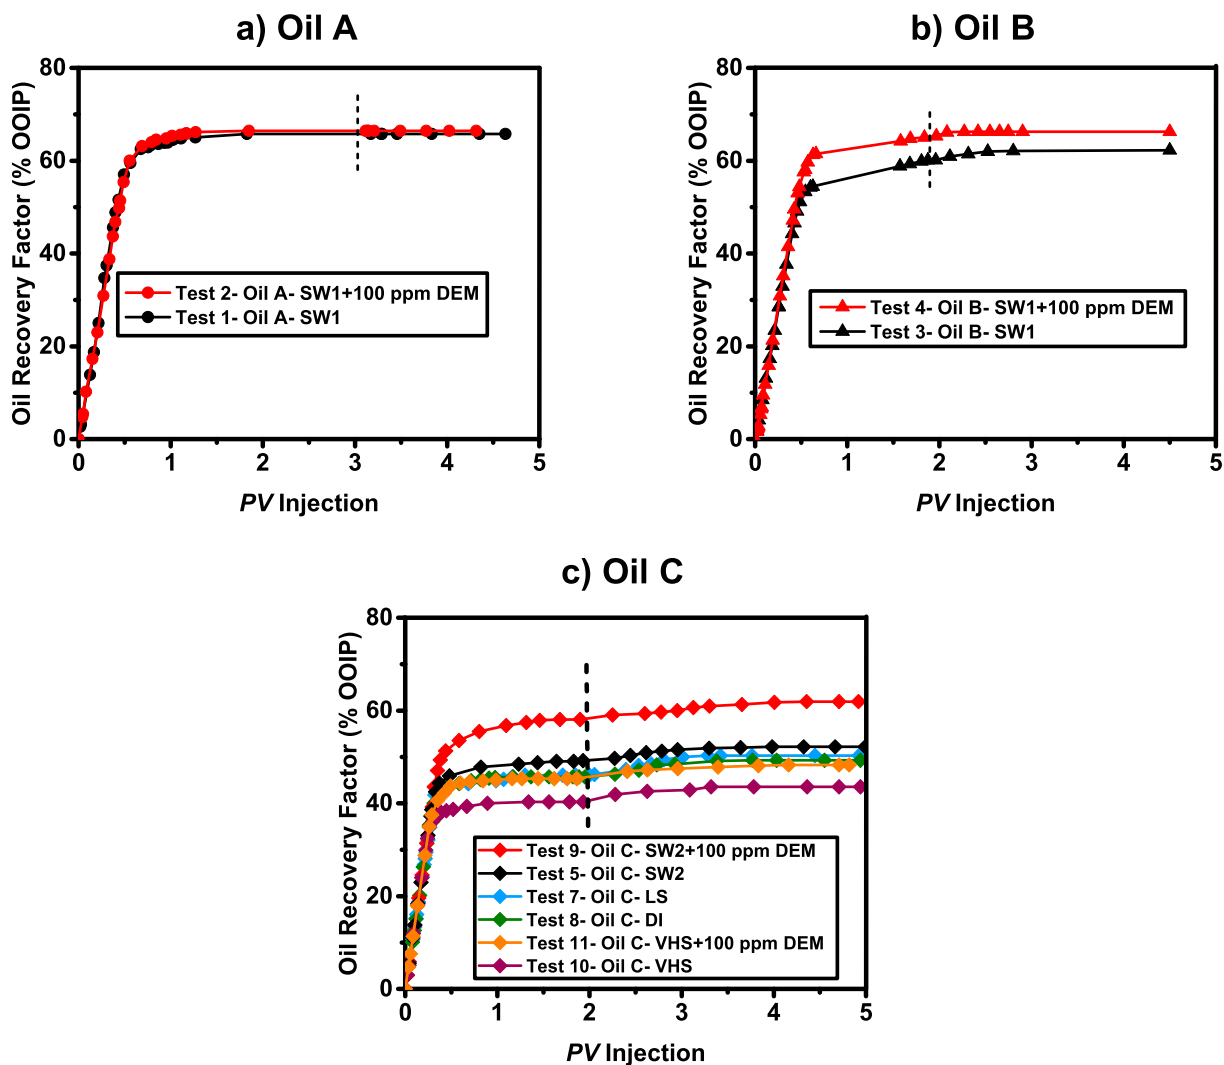 a) Oil A
80
60
40
20
0
Oil Recovery Factor (% OOIP)
Test 2- Oil A- SW1+100 ppm DEM
Test 1- Oil A- SW1
0 1 2 3 4 5
PV Injection
b) Oil B
80
60
40
20
0
Oil Recovery Factor (% OOIP)
Test 4- Oil B- SW1+100 ppm DEM
Test 3- Oil B- SW1
0 1 2 3 4 5
PV Injection
c) Oil C
80
60
40
20
0
Oil Recovery Factor (% OOIP)
Test 9- Oil C- SW2+100 ppm DEM
Test 5- Oil C- SW2
Test 7- Oil C- LS
Test 8- Oil C- DI
Test 11- Oil C- VHS+100 ppm DEM
Test 10- Oil C- VHS
0 1 2 3 4 5
PV Injection